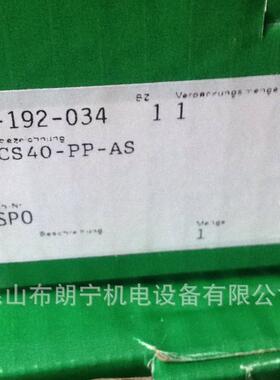 -192-034
BZ
1
Verpackungsmenge
1
CS40-PP-AS
SPO
Beschreibung
Menge
1
山布朗宁机电设备有限公